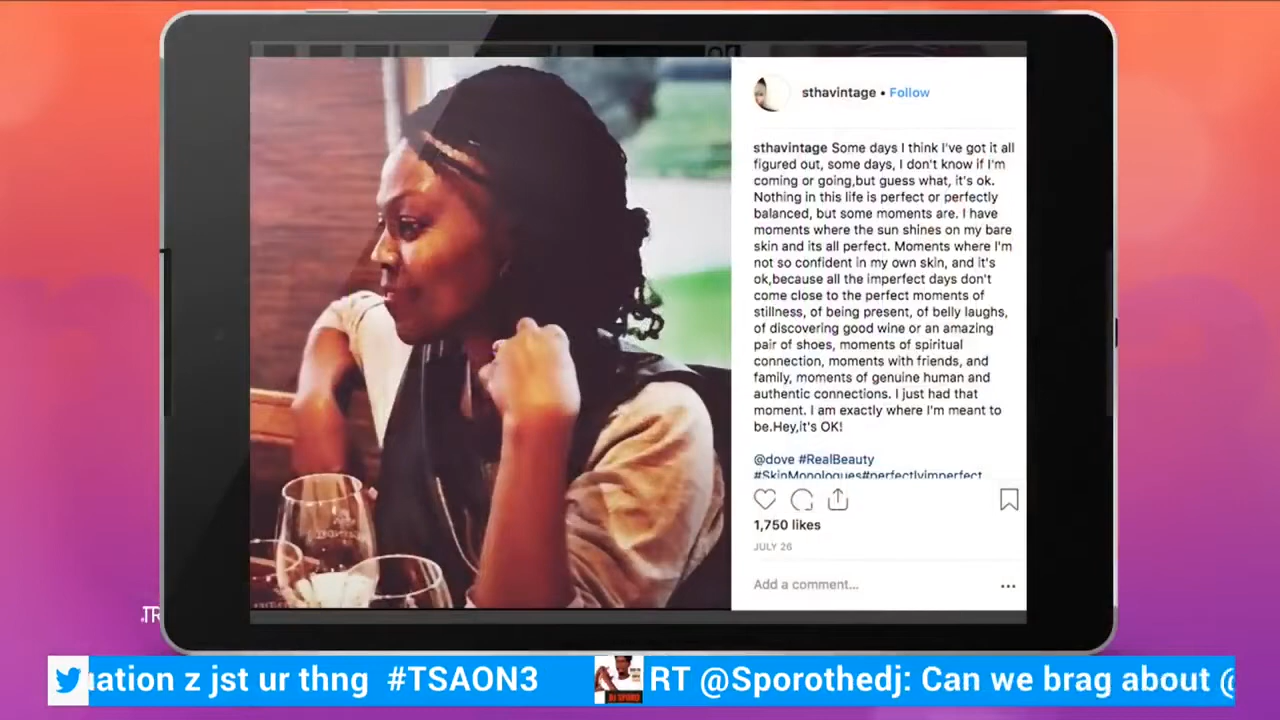 sthavintage • Follow
sthavintage Some days I think I've got it all
figured out, some days, I don't know if I'm
coming or going,but guess what, it's ok.
Nothing in this life is perfect or perfectly
balanced, but some moments are. I have
moments where the sun shines on my bare
skin and its all perfect. Moments where I'm
not so confident in my own skin, and it's
ok,because all the imperfect days don't
come close to the perfect moments of
stillness, of being present, of belly laughs,
of discovering good wine or an amazing
pair of shoes, moments of spiritual
connection, moments with friends, and
family, moments of genuine human and
authentic connections. I just had that
moment. I am exactly where I'm meant to
be.Hey,it's OK!
@dove #RealBeauty
#SkinMonologues#perfectlyimperfect
1,750 likes
JULY 26
Add a comment...
uation z jst ur thng #TSAON3
RT @Sporothedj: Can we brag about @